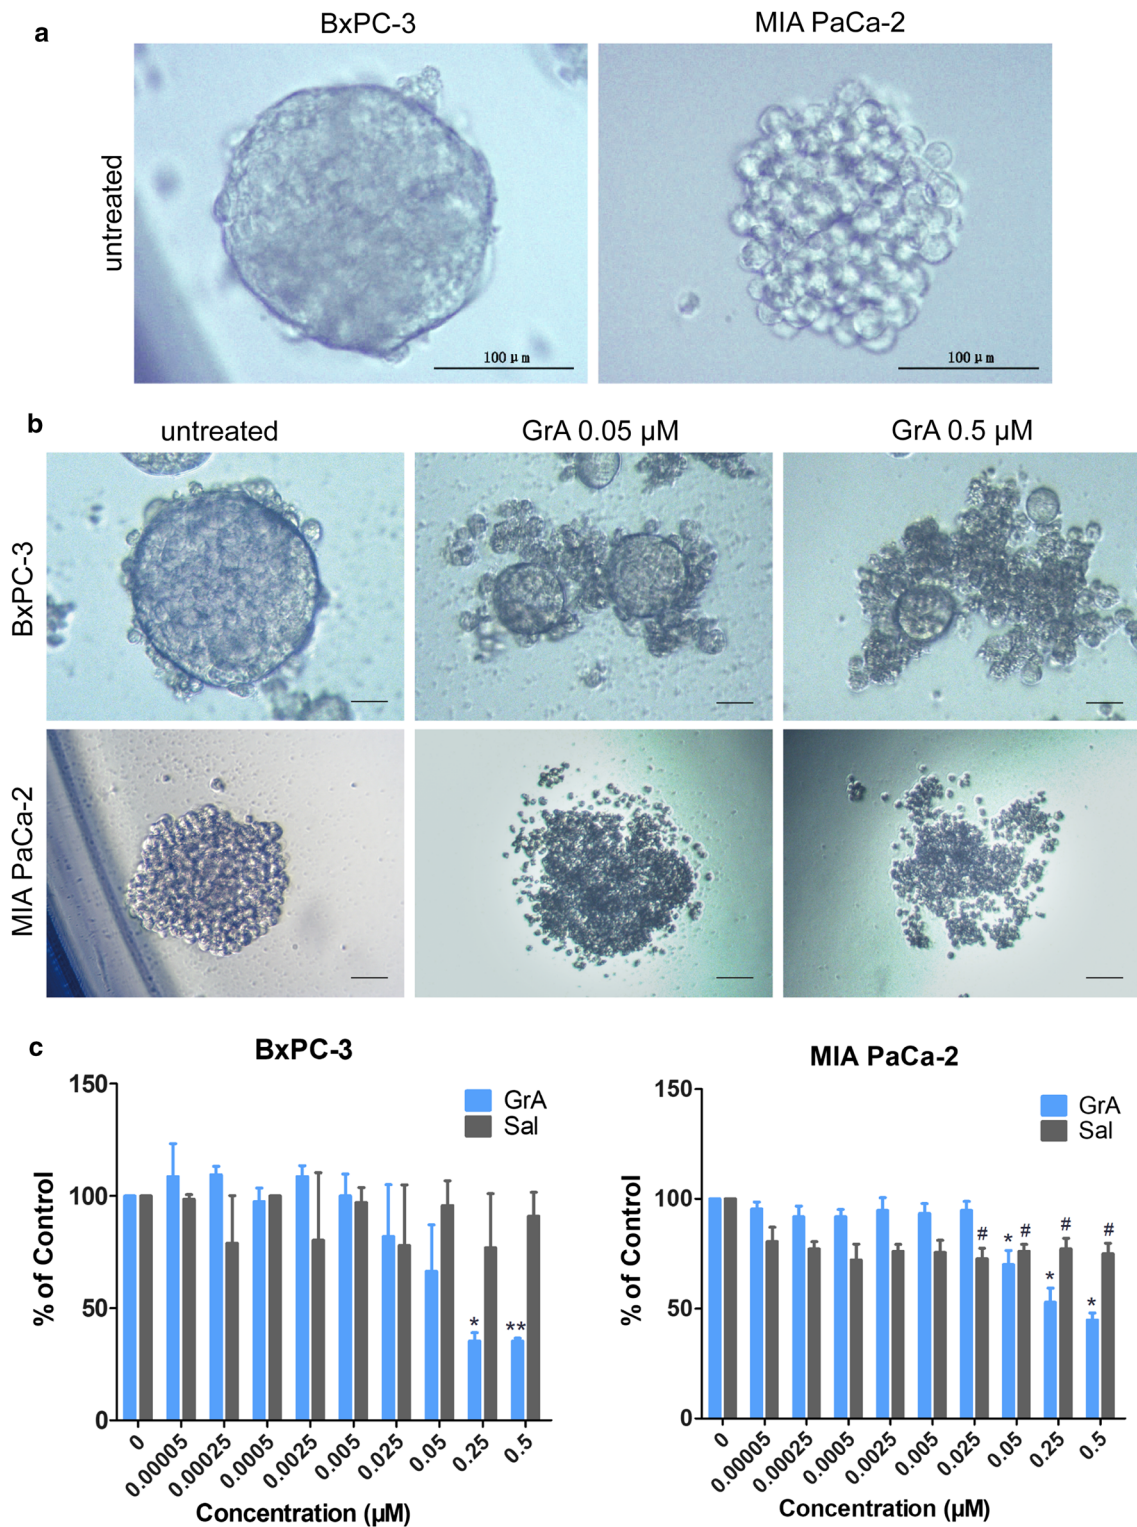 a
BxPC-3
MIA PaCa-2
untreated
100 μm
100 μm
b
untreated
GrA 0.05 µM
GrA 0.5 µM
BxPC-3
MIA PaCa-2
c
BxPC-3
150
100
50
0
% of Control
GrA
Sal
*
**
0
0.00005
0.00025
0.0005
0.0025
0.005
0.025
0.05
0.25
0.5
Concentration (µM)
MIA PaCa-2
150
100
50
0
% of Control
GrA
Sal
#
*
#
*
#
*
#
0
0.00005
0.00025
0.0005
0.0025
0.005
0.025
0.05
0.25
0.5
Concentration (µM)